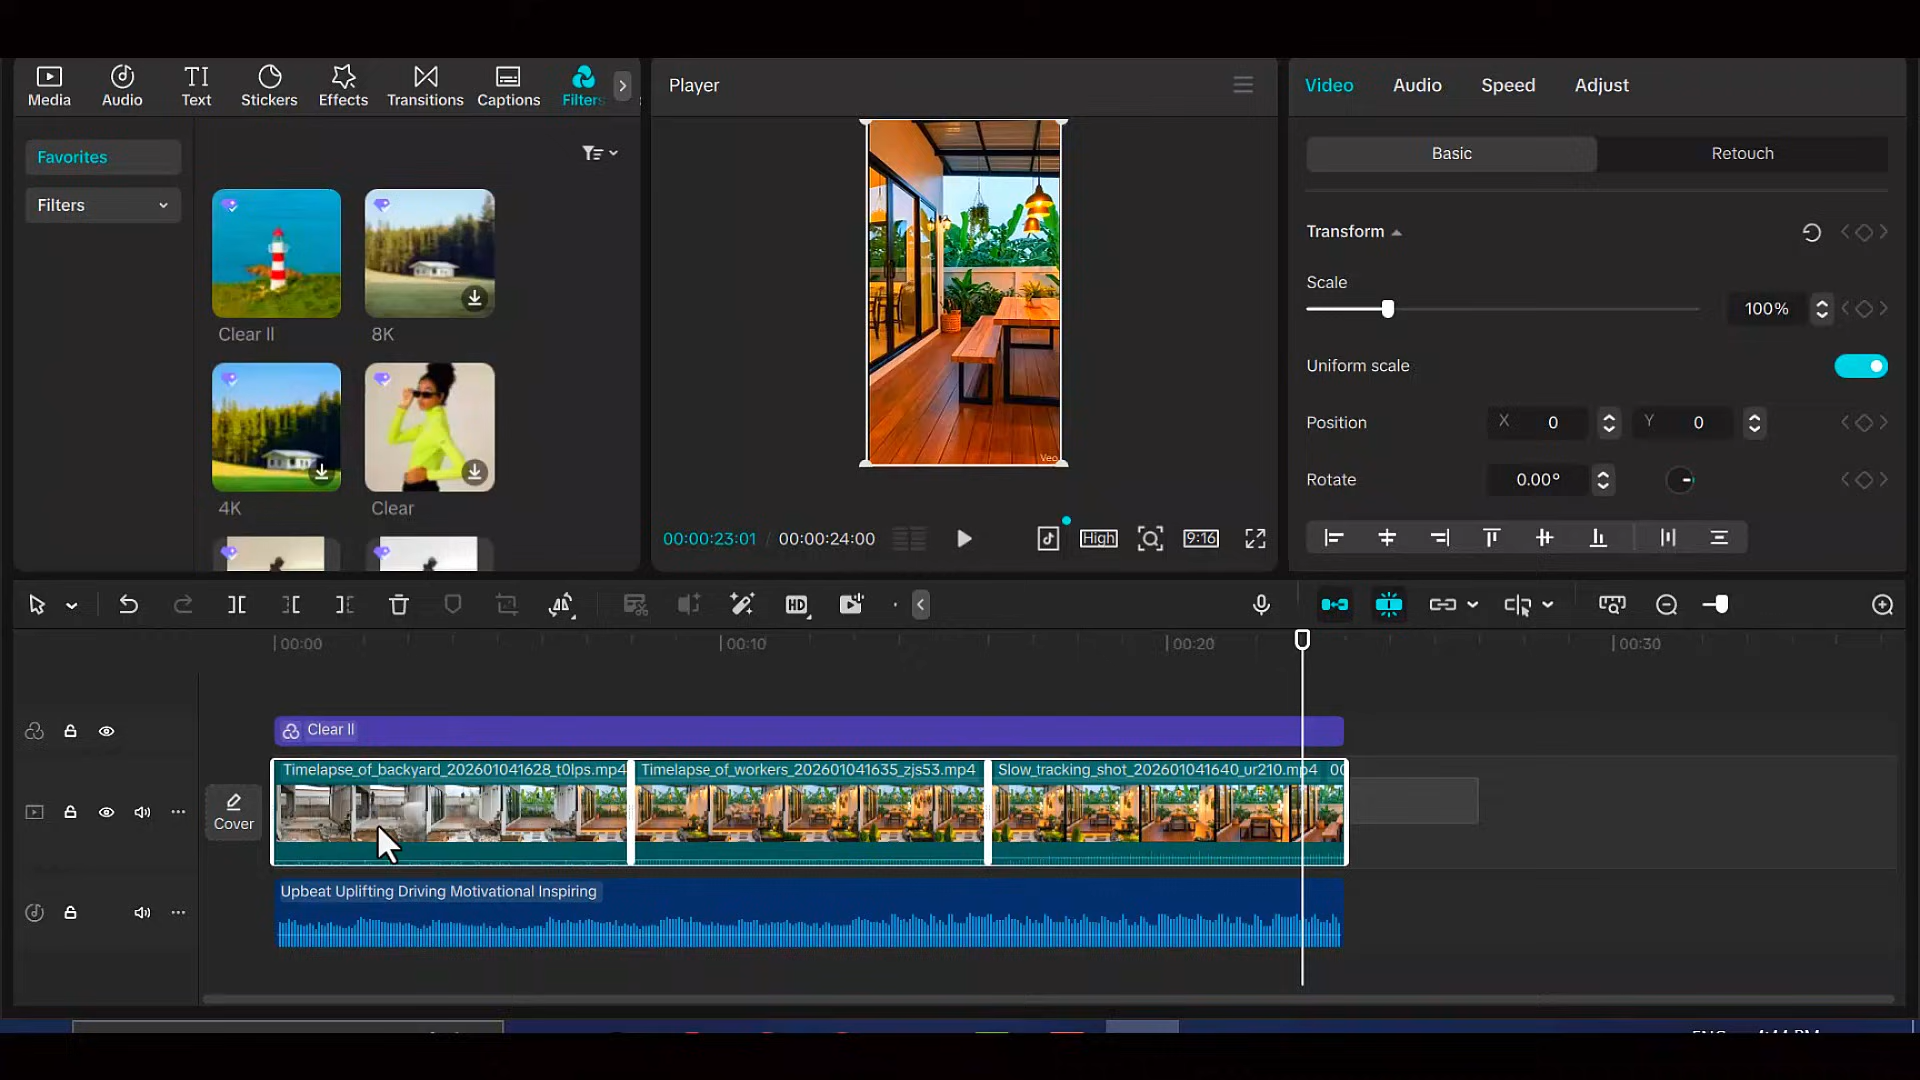 Media
Audio
Text
Stickers
Effects
Transitions
Captions
Filters
Player
Video
Audio
Speed
Adjust
Favorites
Filters
Clear II
8K
4K
Clear
Veo
00:00:23:01 / 00:00:24:00
High
9:16
Basic
Retouch
Transform
Scale
100%
Uniform scale
Position
X 0
Y 0
Rotate
0.00°
HD
00:00
00:10
00:20
00:30
Clear II
Cover
Timelapse_of_backyard_202601041628_t0lps.mp4
Timelapse_of_workers_202601041635_zjs53.mp4
Slow_tracking_shot_202601041640_ur210.mp4 00
Upbeat Uplifting Driving Motivational Inspiring